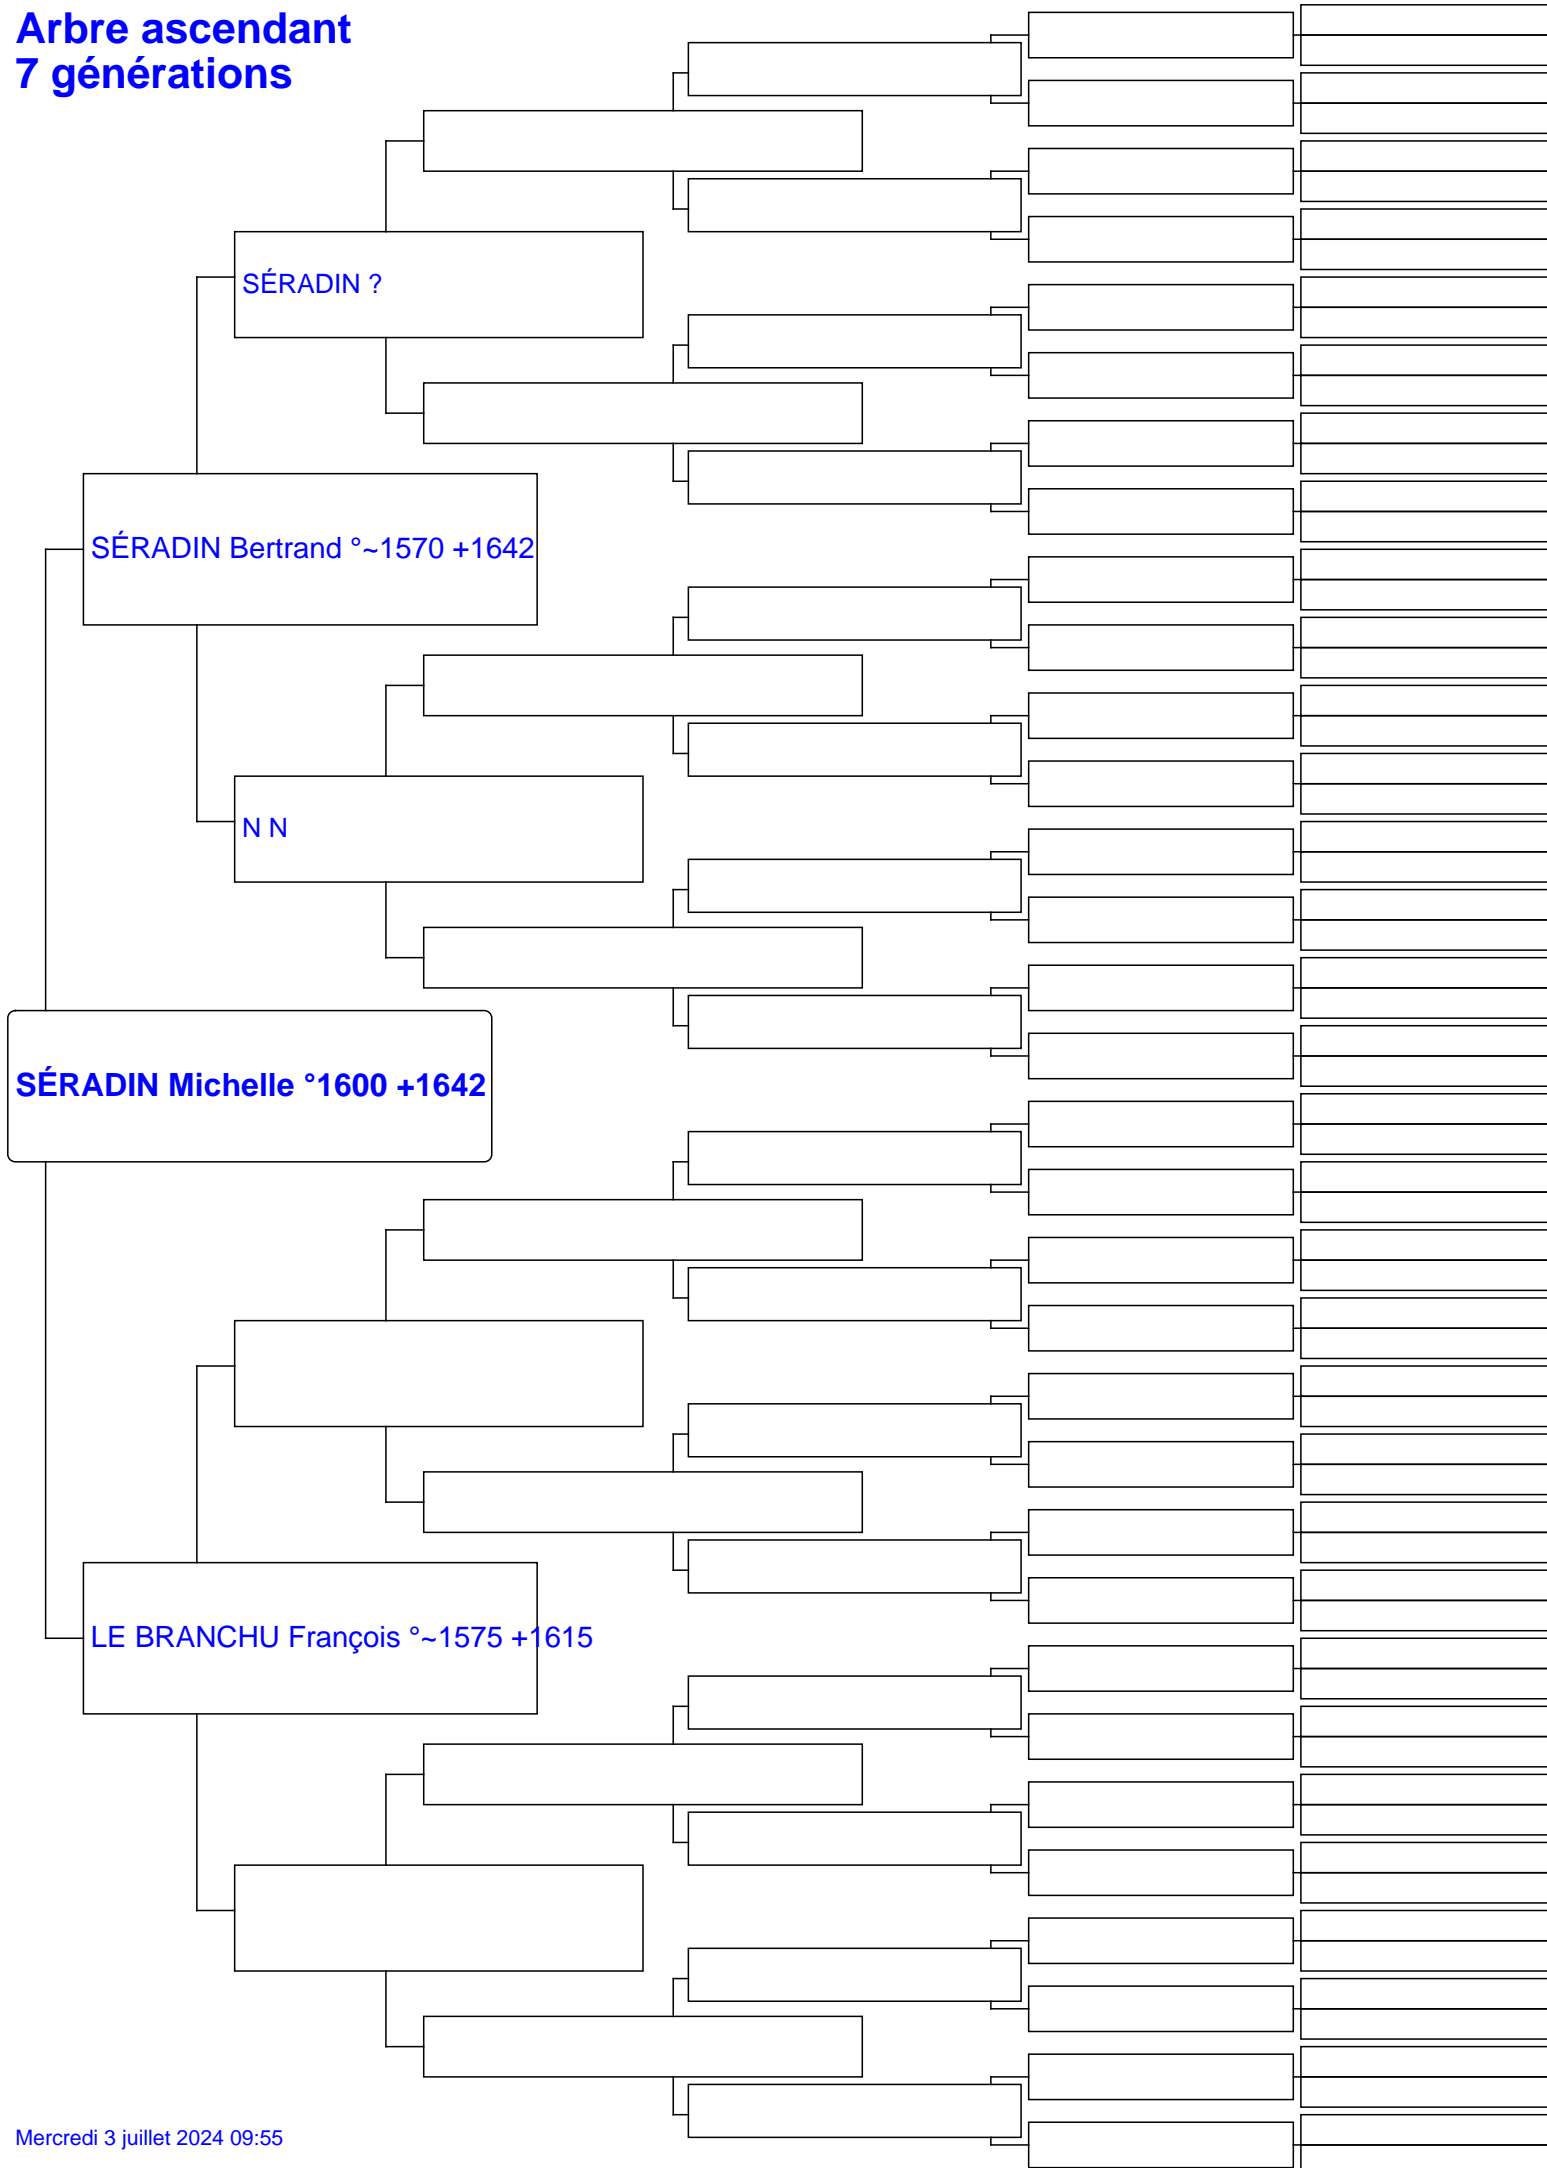 Arbre ascendant
7 générations
SÉRADIN ?
SÉRADIN Bertrand °~1570 +1642
N N
SÉRADIN Michelle °1600 +1642
LE BRANCHU François °~1575 +1615
Mercredi 3 juillet 2024 09:55